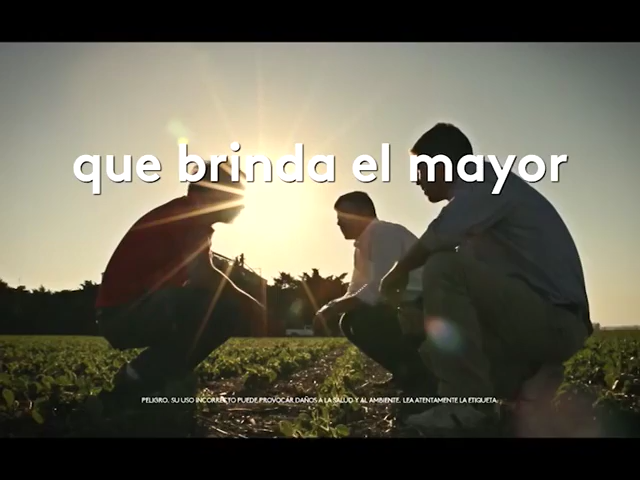 que brinda el mayor
PELIGRO. SU USO INCORRECTO PUEDE PROVOCAR DAÑOS A LA SALUD Y AL AMBIENTE. LEA ATENTAMENTE LA ETIQUETA.